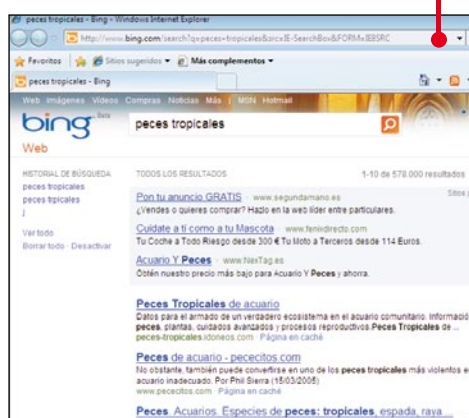 peces tropicales - Bing - Windows Internet Explorer
http://www.bing.com/search?q=peces+tropicales&src=IE-SearchBox&FORM=IE8SRC
Favoritos Sitios sugeridos Más complementos
peces tropicales - Bing
Web Imágenes Vídeos Compras Noticias Más | MSN Hotmail
bing Beta peces tropicales
Web
HISTORIAL DE BÚSQUEDA
peces tropicales
peces trpicales
j
Ver todo
Borrar todo · Desactivar
TODOS LOS RESULTADOS 1-10 de 578.000 resultados
Pon tu anuncio GRATIS · www.segundamano.es Sitios
¿Vendes o quieres comprar? Hazlo en la web líder entre particulares.
Cuidate a tí como a tu Mascota · www.fenixdirecto.com
Tu Coche a Todo Riesgo desde 300 € Tu Moto a Terceros desde 114 Euros.
Acuario Y Peces · www.NexTag.es
Obtén nuestro precio más bajo para Acuario Y Peces y ahorra.
Peces Tropicales de acuario
Datos para el armado de un verdadero ecosistema en el acuario comunitario. Informació
peces, plantas, cuidados avanzados y procesos reproductivos.Peces Tropicales de ...
peces-tropicales.idoneos.com · Página en caché
Peces de acuario - pececitos.com
No obstante, también puede convertirse en uno de los peces tropicales más violentos e
acuario inadecuado. Por Phil Sierra (15/03/2005)
www.pececitos.com · Página en caché
Peces. Acuarios. Especies de peces: tropicales, espada, raya ...